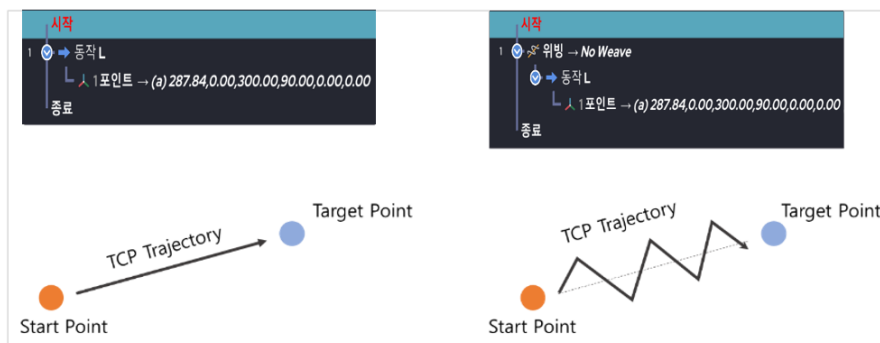 시작
1 동작 L
1 포인트 → (a) 287.84,0.00,300.00,90.00,0.00,0.00
종료
TCP Trajectory
Target Point
Start Point
시작
1 위빙 → No Weave
동작 L
1 포인트 → (a) 287.84,0.00,300.00,90.00,0.00,0.00
종료
TCP Trajectory
Target Point
Start Point